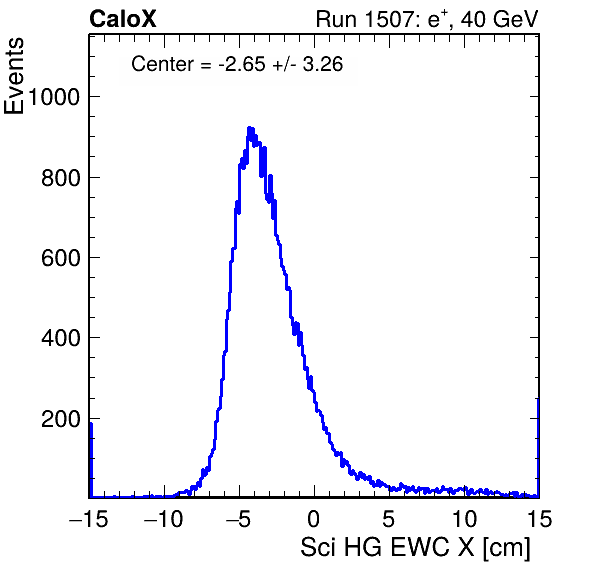 CaloX Run 1507: e⁺, 40 GeV
Center = -2.65 +/- 3.26
Events
1000
800
600
400
200
−15 −10 −5 0 5 10 15
Sci HG EWC X [cm]